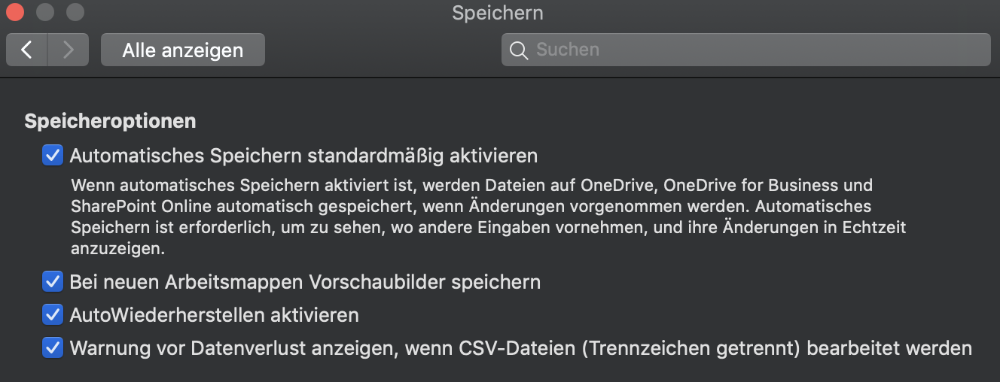 Speichern
Alle anzeigen
Suchen
Speicheroptionen
Automatisches Speichern standardmäßig aktivieren
Wenn automatisches Speichern aktiviert ist, werden Dateien auf OneDrive, OneDrive for Business und
SharePoint Online automatisch gespeichert, wenn Änderungen vorgenommen werden. Automatisches
Speichern ist erforderlich, um zu sehen, wo andere Eingaben vornehmen, und ihre Änderungen in Echtzeit
anzuzeigen.
Bei neuen Arbeitsmappen Vorschaubilder speichern
AutoWiederherstellen aktivieren
Warnung vor Datenverlust anzeigen, wenn CSV-Dateien (Trennzeichen getrennt) bearbeitet werden